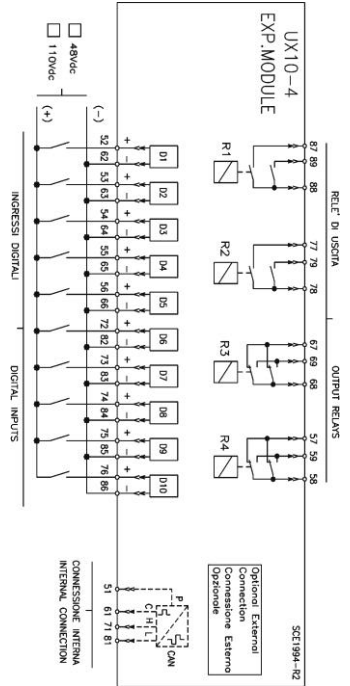 UX10-4
EXP.MODULE
RELE' DI USCITA
OUTPUT RELAYS
87
89
88
77
79
78
67
69
68
57
59
58
R1
R2
R3
R4
SCE1994-R2
Optional External
Connection
Connessione Esterna
Opzionale
D1
D2
D3
D4
D5
D6
D7
D8
D9
D10
P
C
H
L
CAN
+ - + - + - + - + - + - + - + - + - + -
52 62 53 63 54 64 55 65 56 66 72 82 73 83 74 84 75 85 76 86
51 61 71 81
(-)
(+)
48Vdc
110Vdc
INGRESSI DIGITALI
DIGITAL INPUTS
CONNESSIONE INTERNA
INTERNAL CONNECTION